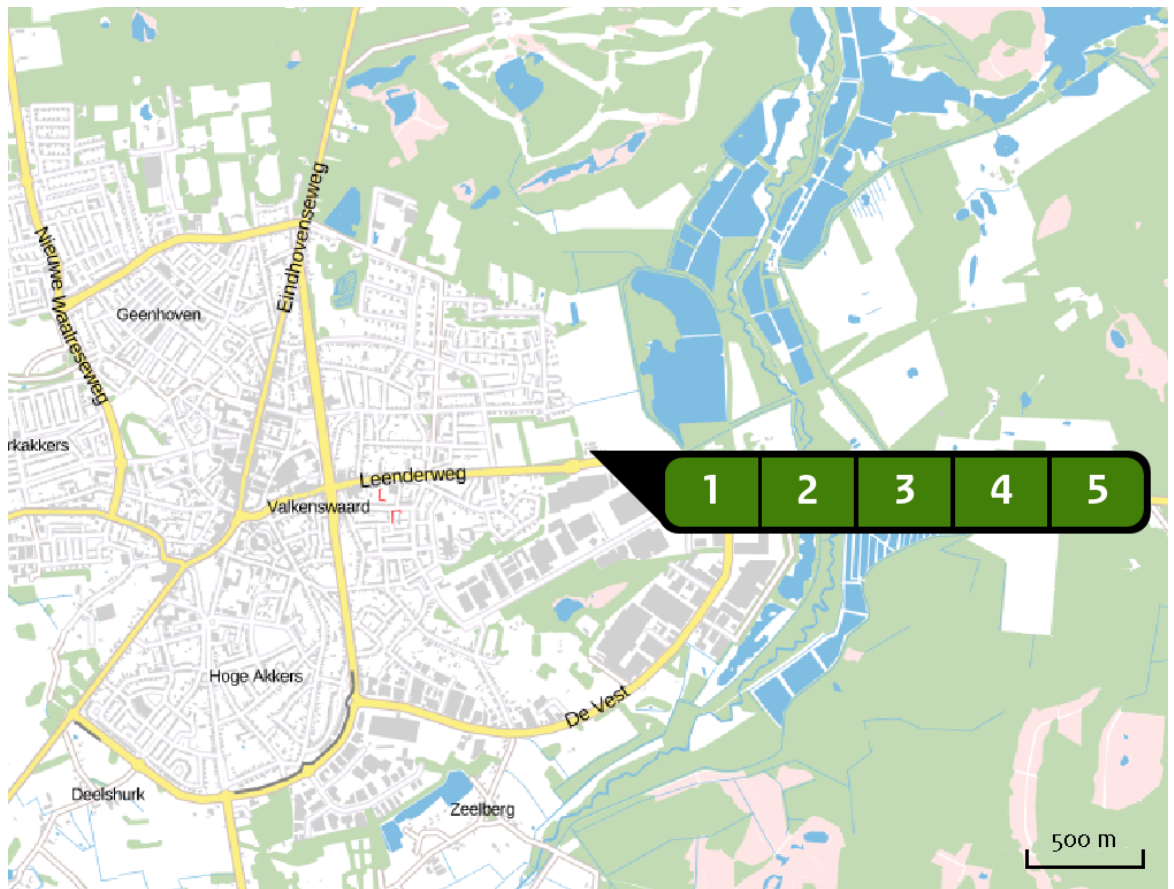 Nieuwe Waalreseweg
Eindhovenseweg
Geenhoven
rkakkers
Leenderweg
Valkenswaard
1 2 3 4 5
Hoge Akkers
De Vest
Deelshurk
Zeelberg
500 m